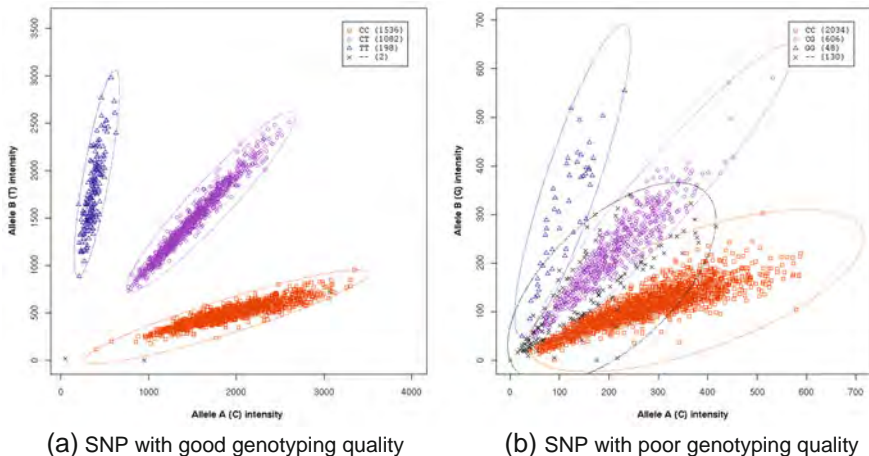 CC (1536)
CT (1082)
TT (198)
-- (2)
3500
3000
2500
2000
1500
1000
500
0
Allele B (T) intensity
0 1000 2000 3000 4000
Allele A (C) intensity
(a) SNP with good genotyping quality
CC (2034)
CG (606)
GG (48)
-- (130)
700
600
500
400
300
200
100
0
Allele B (G) intensity
0 100 200 300 400 500 600 700
Allele A (C) intensity
(b) SNP with poor genotyping quality